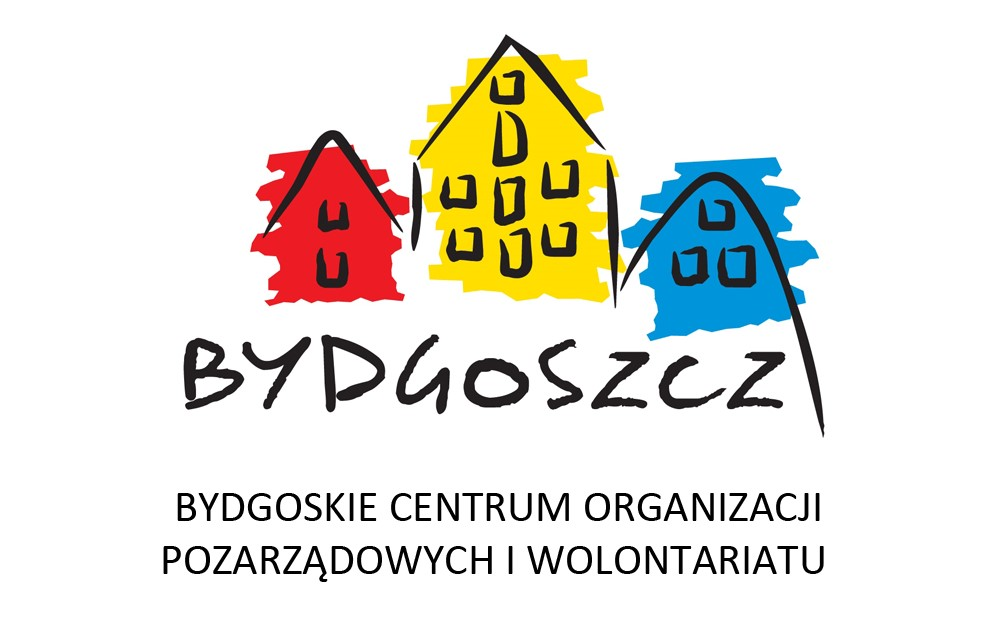 BYDGOSZCZ
BYDGOSKIE CENTRUM ORGANIZACJI
POZARZĄDOWYCH I WOLONTARIATU